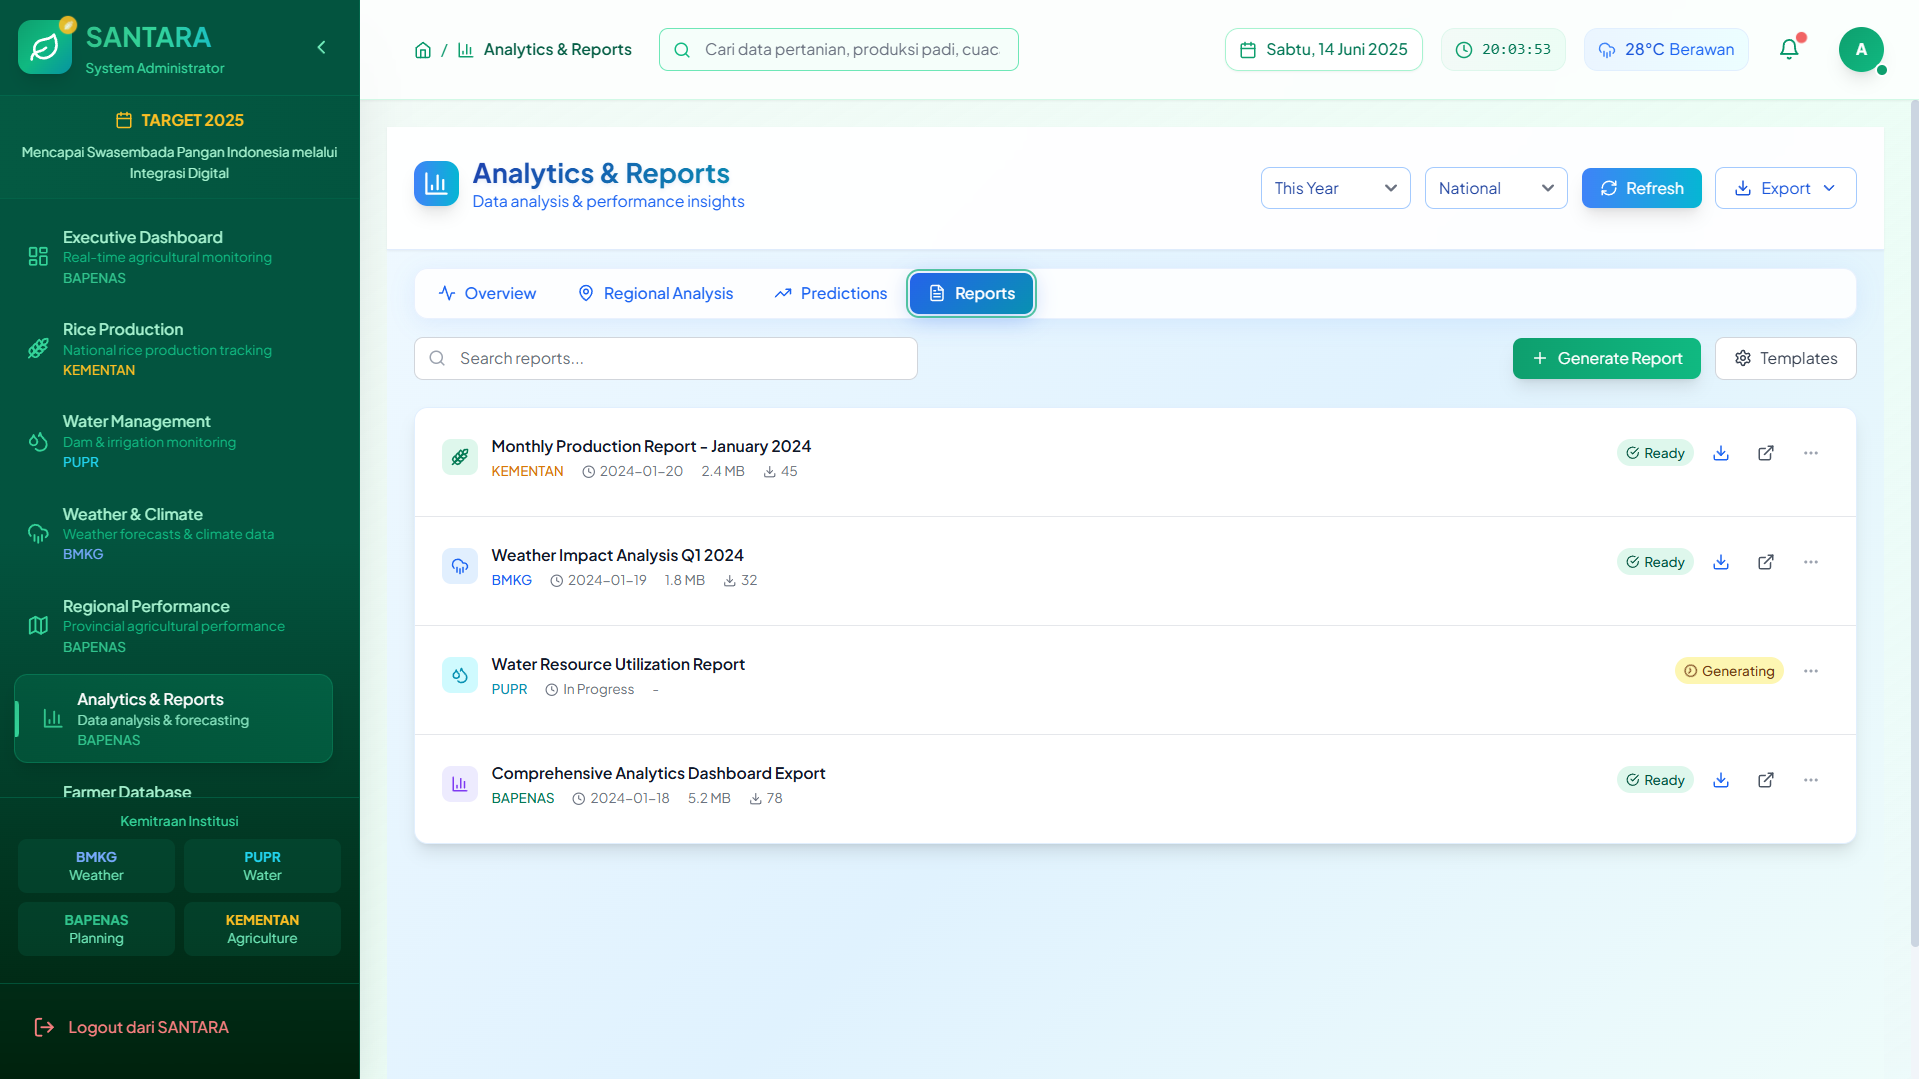 SANTARA
System Administrator
TARGET 2025
Mencapai Swasembada Pangan Indonesia melalui
Integrasi Digital
Executive Dashboard
Real-time agricultural monitoring
BAPENAS
Rice Production
National rice production tracking
KEMENTAN
Water Management
Dam & irrigation monitoring
PUPR
Weather & Climate
Weather forecasts & climate data
BMKG
Regional Performance
Provincial agricultural performance
BAPENAS
Analytics & Reports
Data analysis & forecasting
BAPENAS
Farmer Database
Kemitraan Institusi
BMKG
Weather
PUPR
Water
BAPENAS
Planning
KEMENTAN
Agriculture
Logout dari SANTARA
/ Analytics & Reports
Cari data pertanian, produksi padi, cuac
Sabtu, 14 Juni 2025
20:03:53
28°C Berawan
A
Analytics & Reports
Data analysis & performance insights
This Year
National
Refresh
Export
Overview
Regional Analysis
Predictions
Reports
Search reports...
Generate Report
Templates
Monthly Production Report - January 2024
KEMENTAN 2024-01-20 2.4 MB 45
Ready
Weather Impact Analysis Q1 2024
BMKG 2024-01-19 1.8 MB 32
Ready
Water Resource Utilization Report
PUPR In Progress -
Generating
Comprehensive Analytics Dashboard Export
BAPENAS 2024-01-18 5.2 MB 78
Ready